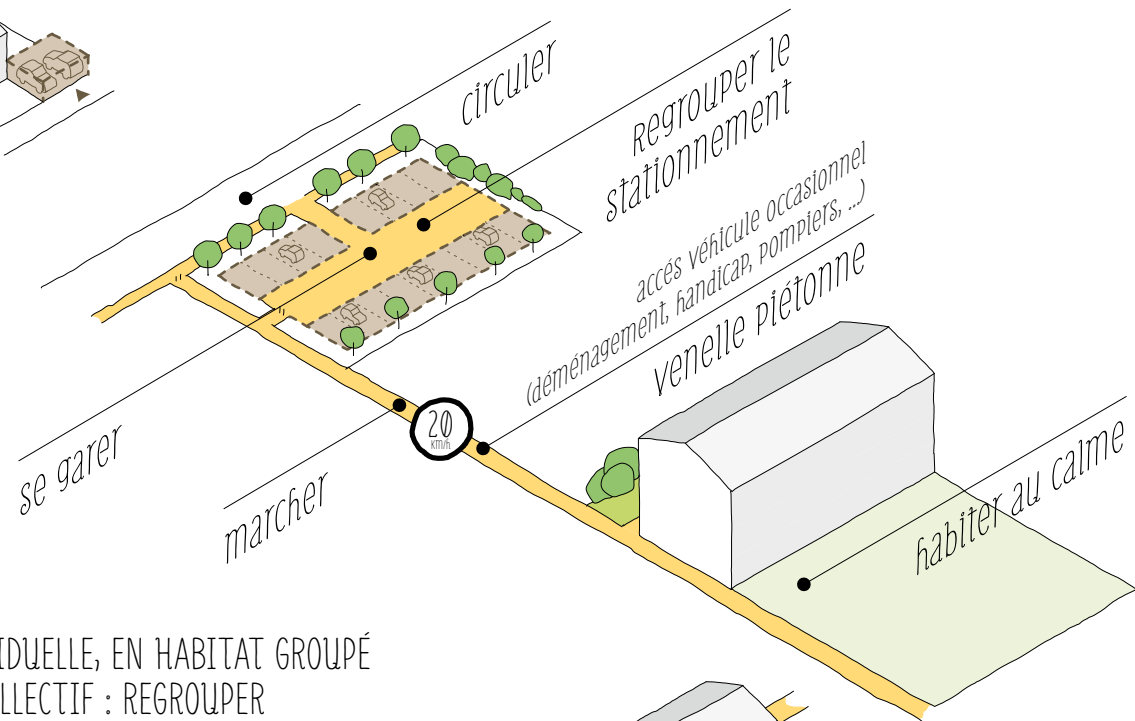 circuler
Regrouper le
stationnement
accés véhicule occasionnel
(déménagement, handicap, pompiers, ...)
venelle piétonne
20
km/h
se garer
marcher
habiter au calme
IDUELLE, EN HABITAT GROUPÉ
LLECTIF : REGROUPER